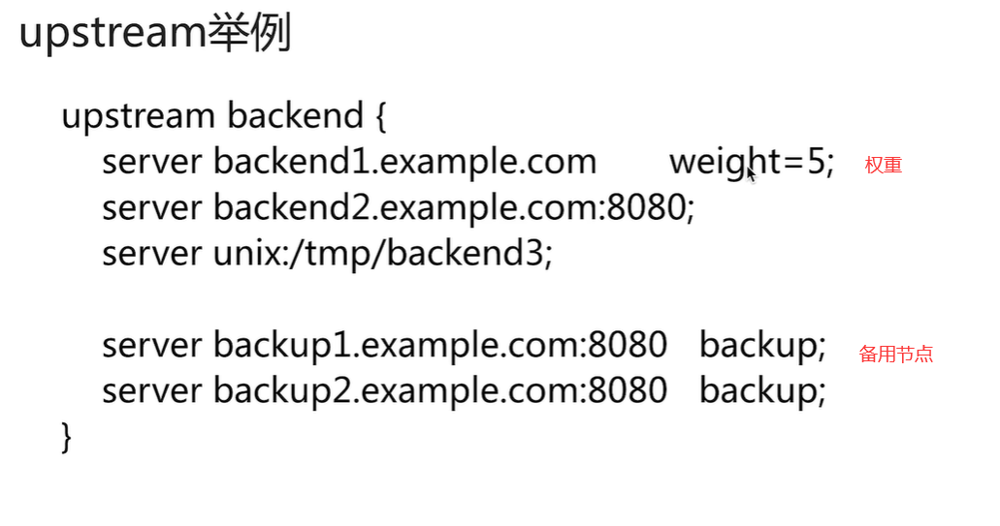 upstream举例
upstream backend {
server backend1.example.com weight=5; 权重
server backend2.example.com:8080;
server unix:/tmp/backend3;
server backup1.example.com:8080 backup; 备用节点
server backup2.example.com:8080 backup;
}